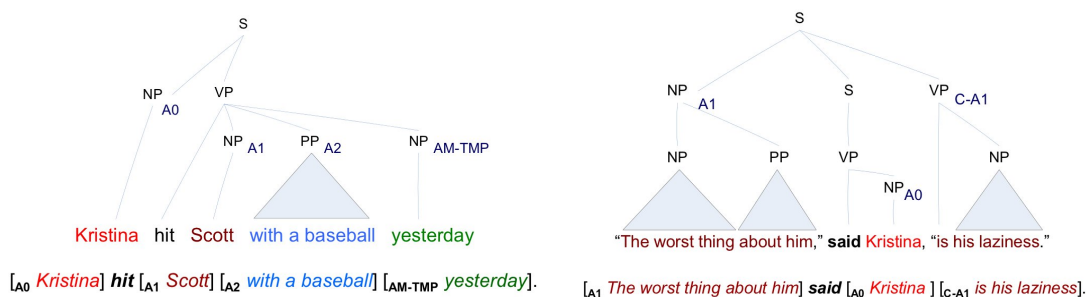 S
NP A0 VP
NP A1 PP A2 NP AM-TMP
Kristina hit Scott with a baseball yesterday
[A0 Kristina] hit [A1 Scott] [A2 with a baseball] [AM-TMP yesterday].
S
NP A1 S VP C-A1
NP PP VP NP
NP A0
“The worst thing about him,” said Kristina, “is his laziness.”
[A1 The worst thing about him] said [A0 Kristina ] [C-A1 is his laziness].